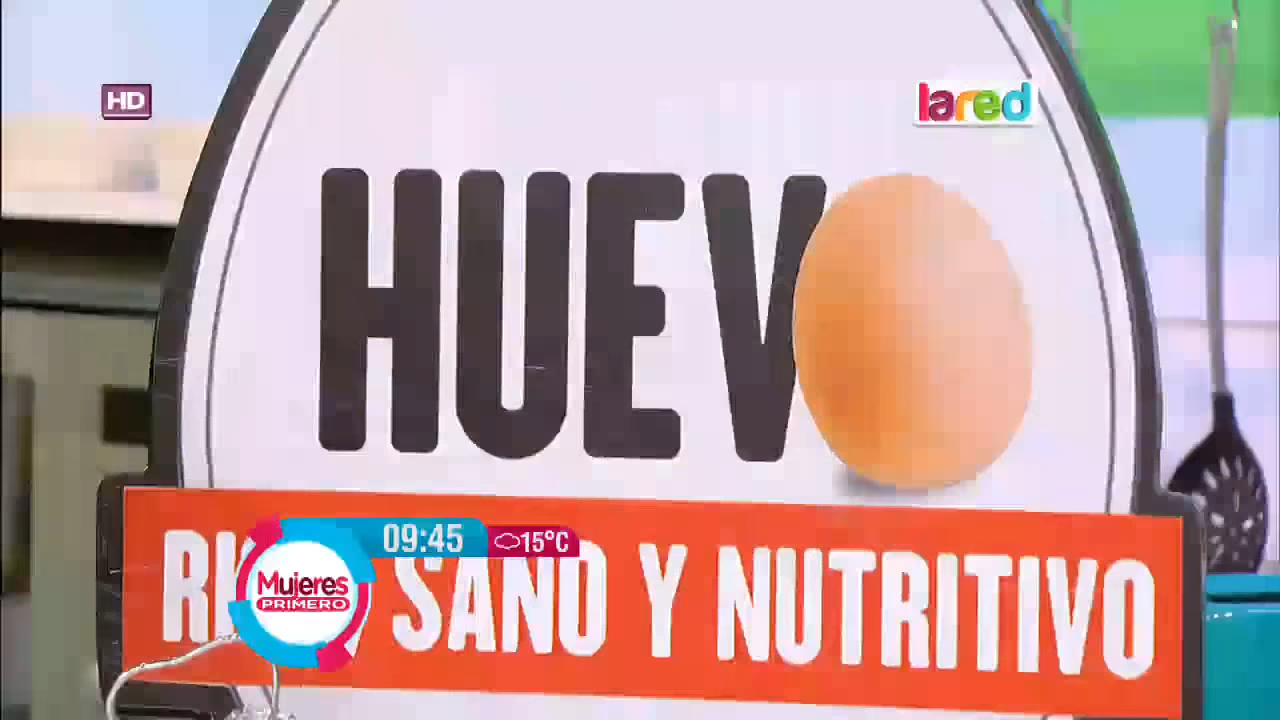 HD
lared
HUEVO
SANO Y NUTRITIVO
09:45
15°C
Mujeres
PRIMERO